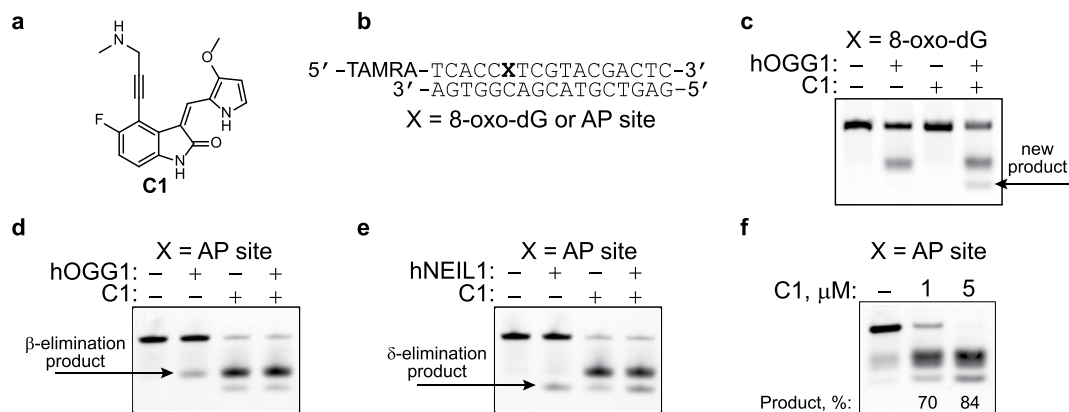 a
H
N
O
F
N
H
O
N
H
C1
b
5′ –TAMRA–TCACCXTCGTACGACTC–3′
3′–AGTGGCAGCATGCTGAG–5′
X = 8-oxo-dG or AP site
c
X = 8-oxo-dG
hOGG1: – + – +
C1: – – + +
new
product
d
X = AP site
hOGG1: – + – +
C1: – – + +
β-elimination
product
e
X = AP site
hNEIL1: – + – +
C1: – – + +
δ-elimination
product
f
X = AP site
C1, μM: – 1 5
Product, %: 70 84